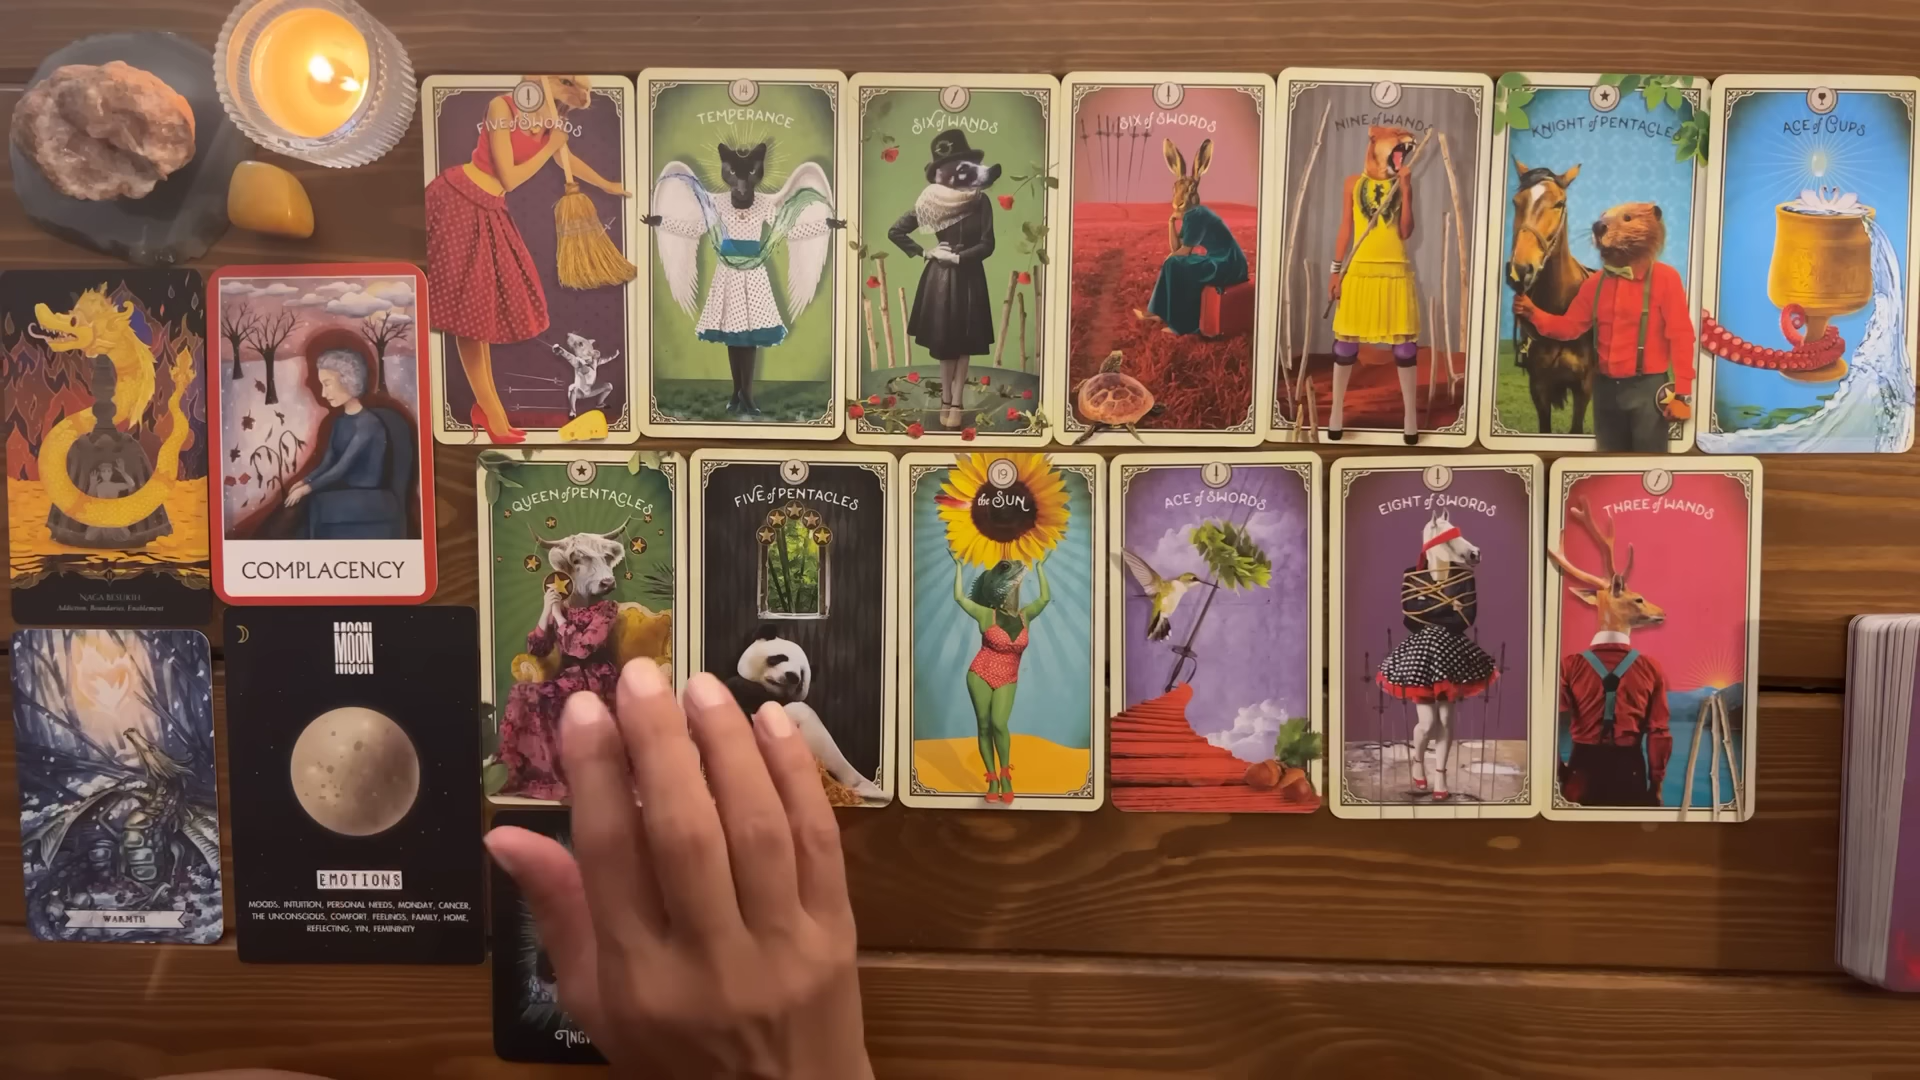 FIVE of SWORDS
14
TEMPERANCE
SIX of WANDS
SIX of SWORDS
NINE of WANDS
KNIGHT of PENTACLES
ACE of CUPS
NAGA BESUKIH
Addiction, Boundaries, Enablement
COMPLACENCY
QUEEN of PENTACLES
FIVE of PENTACLES
19
the SUN
ACE of SWORDS
EIGHT of SWORDS
THREE of WANDS
WARMTH
MOON
EMOTIONS
MOODS, INTUITION, PERSONAL NEEDS, MONDAY, CANCER,
THE UNCONSCIOUS, COMFORT, FEELINGS, FAMILY, HOME,
REFLECTING, YIN, FEMININITY